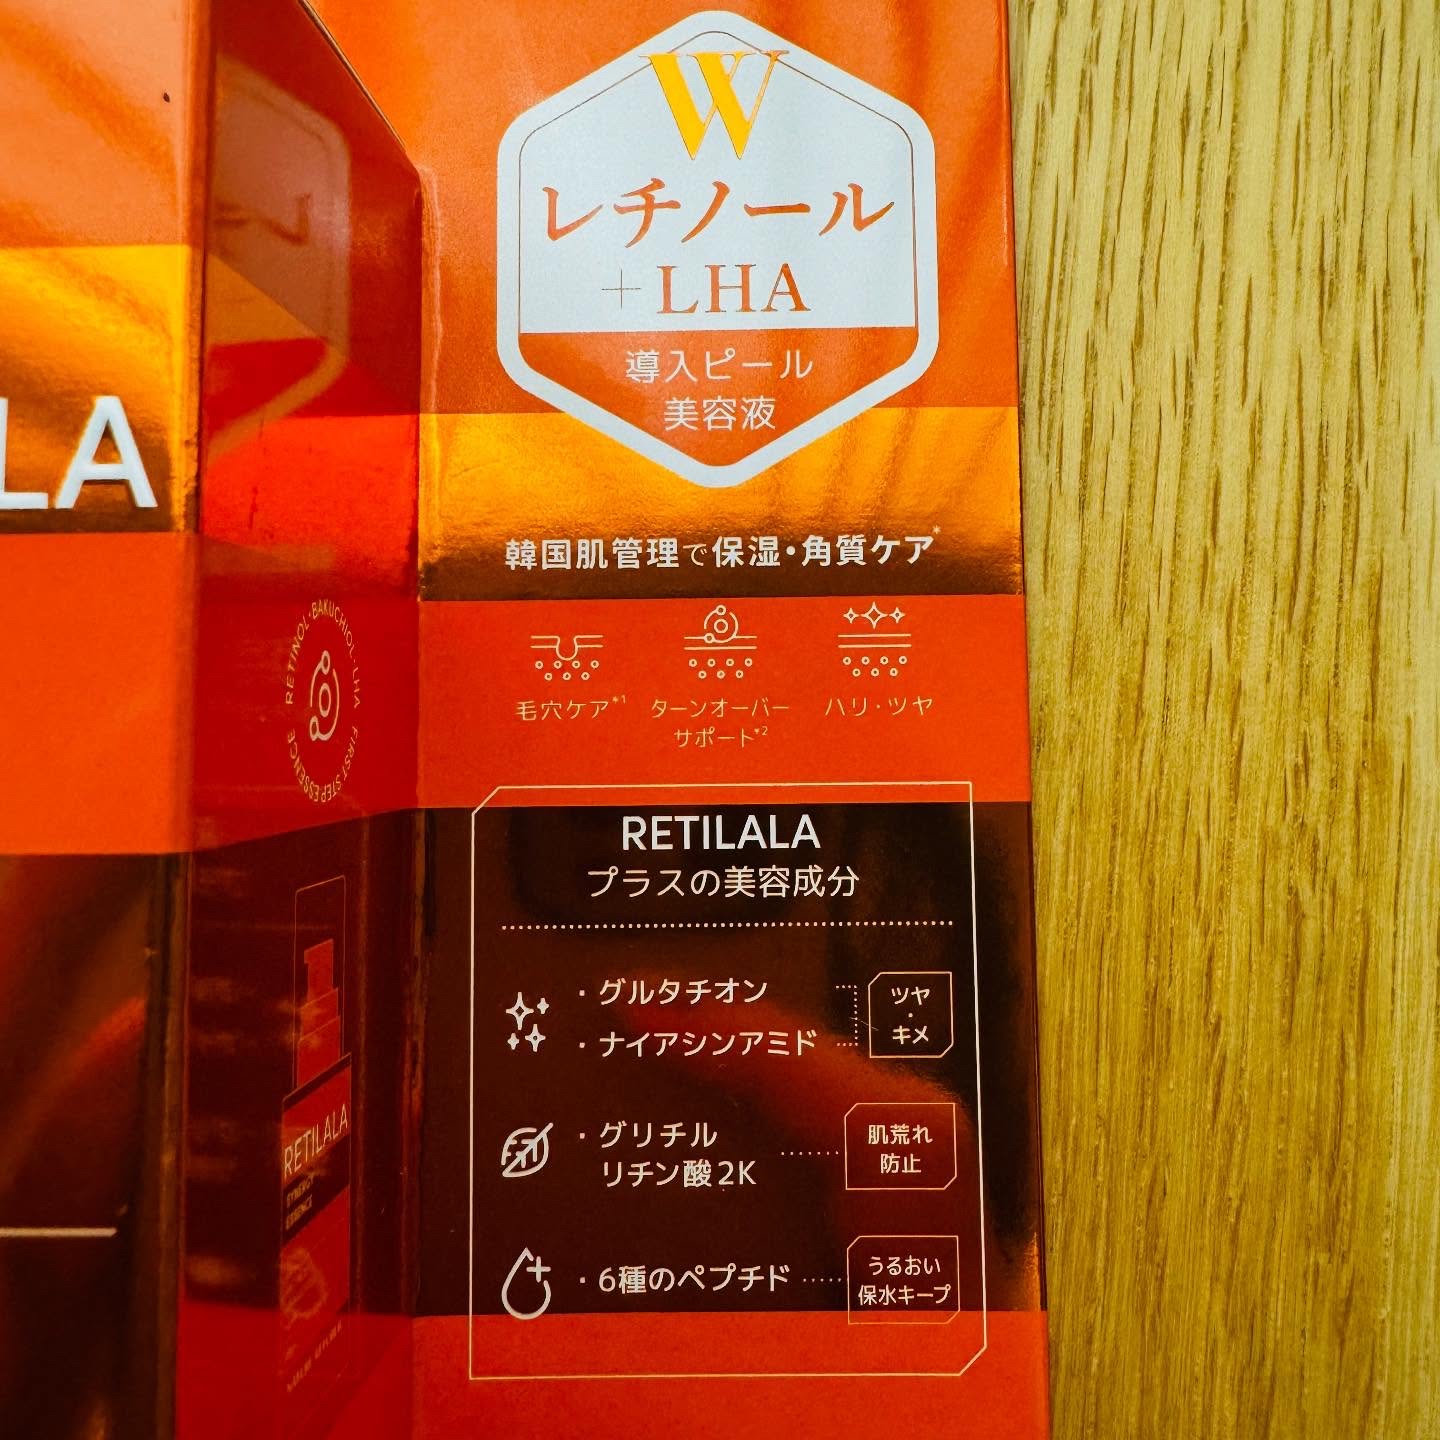 LA
W
レチノール
+LHA
導入ピール
美容液
韓国肌管理で保湿・角質ケア*
毛穴ケア*1
ターンオーバー
サポート*2
ハリ・ツヤ
RETINOL・BAKUCHIOL・LHA
FIRST STEP ESSENCE
RETILALA
プラスの美容成分
・グルタチオン
・ナイアシンアミド
ツヤ
・
キメ
・グリチル
リチン酸2K
肌荒れ
防止
・6種のペプチド
うるおい
保水キープ
RETILALA
SYNERGY
ESSENCE